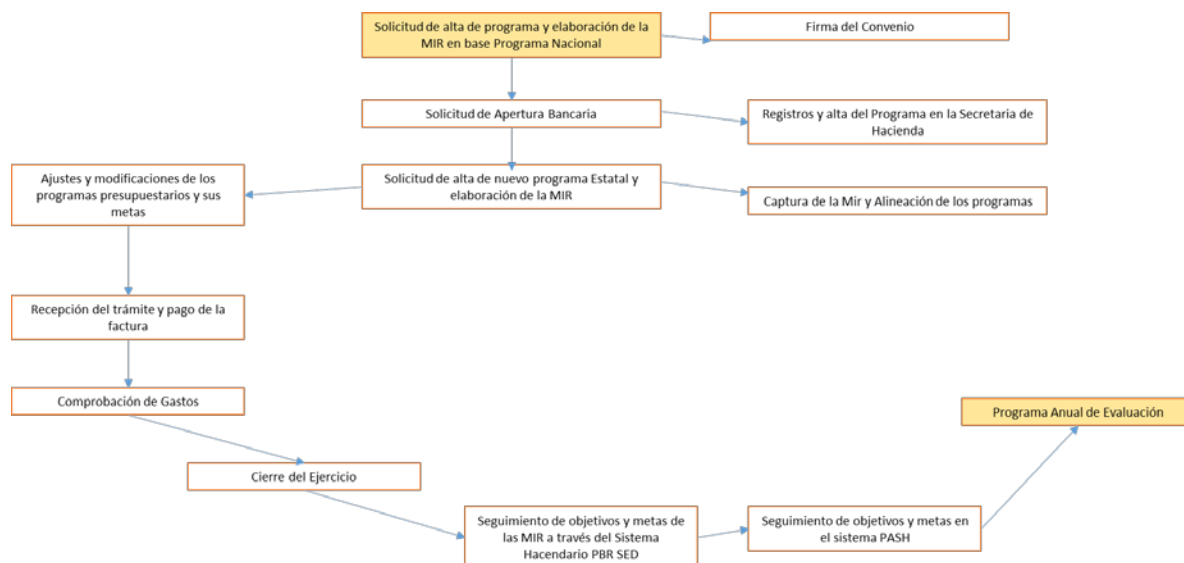 Solicitud de alta de programa y elaboración de la
MIR en base Programa Nacional
Firma del Convenio
Solicitud de Apertura Bancaria
Registros y alta del Programa en la Secretaria de
Hacienda
Ajustes y modificaciones de los
programas presupuestarios y sus
metas
Solicitud de alta de nuevo programa Estatal y
elaboración de la MIR
Captura de la Mir y Alineación de los programas
Recepción del trámite y pago de la
factura
Comprobación de Gastos
Programa Anual de Evaluación
Cierre del Ejercicio
Seguimiento de objetivos y metas de
las MIR a través del Sistema
Hacendario PBR SED
Seguimiento de objetivos y metas en
el sistema PASH